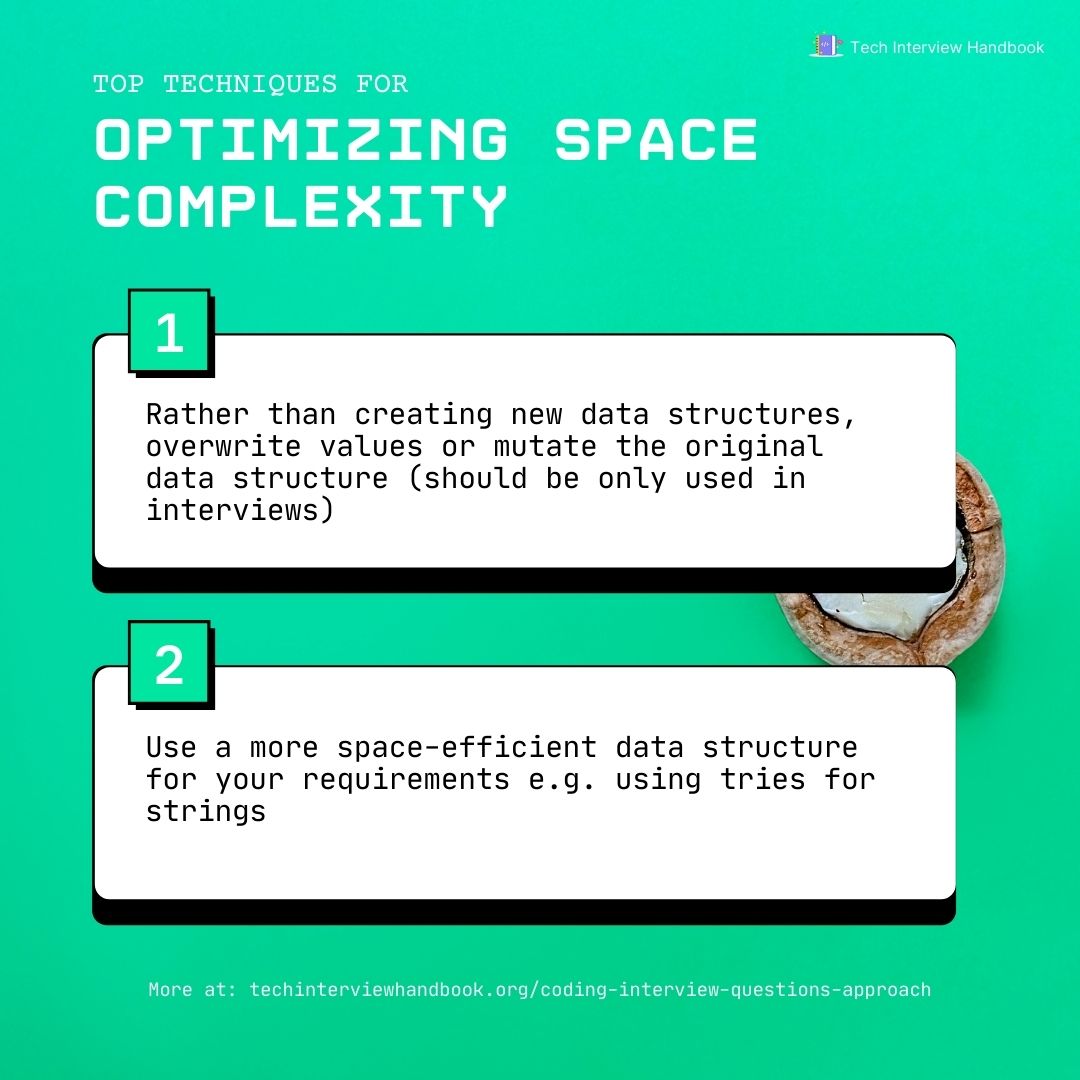 Tech Interview Handbook
TOP TECHNIQUES FOR
OPTIMIZING SPACE
COMPLEXITY
1
Rather than creating new data structures,
overwrite values or mutate the original
data structure (should be only used in
interviews)
2
Use a more space-efficient data structure
for your requirements e.g. using tries for
strings
More at: techinterviewhandbook.org/coding-interview-questions-approach